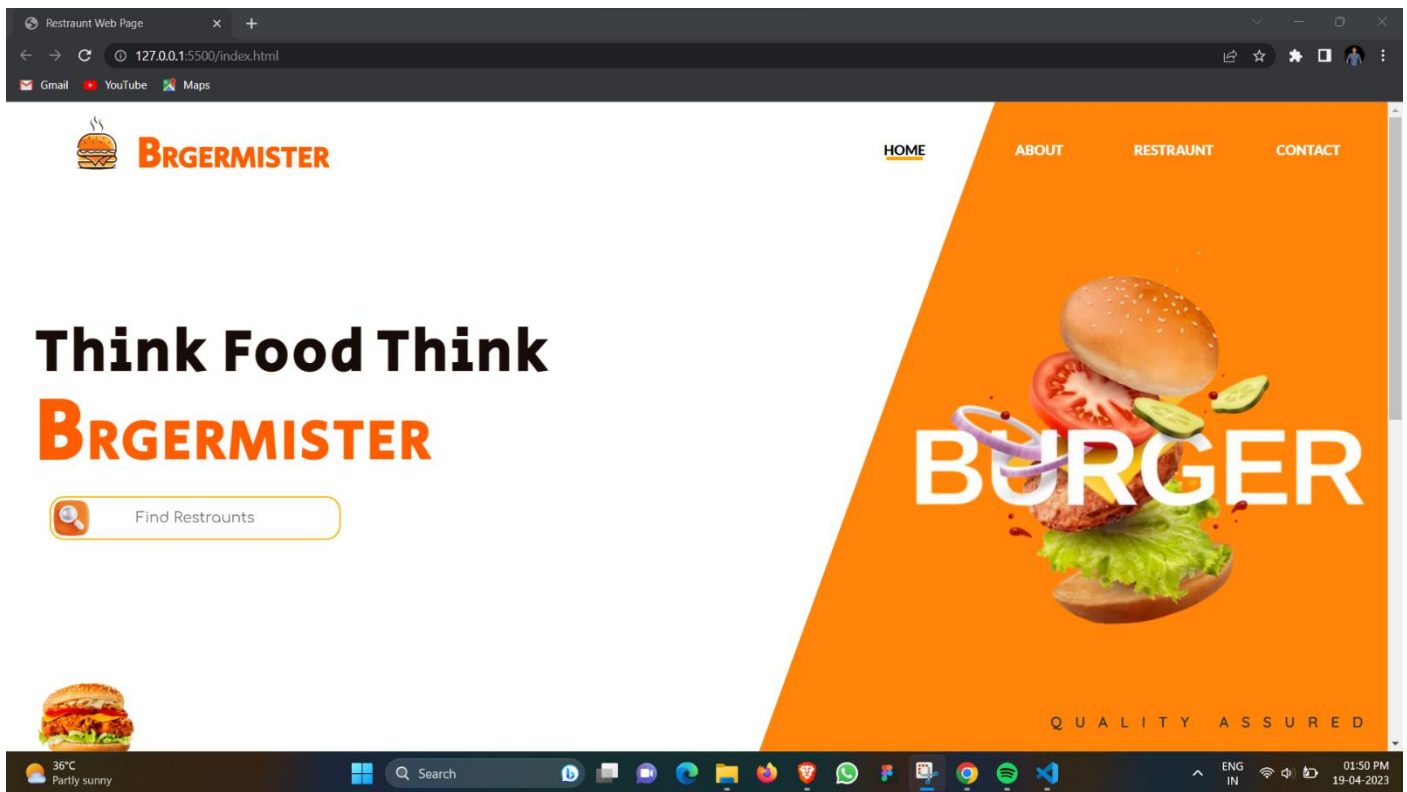 Restraunt Web Page
127.0.0.1:5500/index.html
Gmail YouTube Maps
BRGERMISTER
HOME ABOUT RESTRAUNT CONTACT
Think Food Think
BRGERMISTER
Find Restraunts
BURGER
QUALITY ASSURED
36°C
Partly sunny
Search
ENG
IN
01:50 PM
19-04-2023